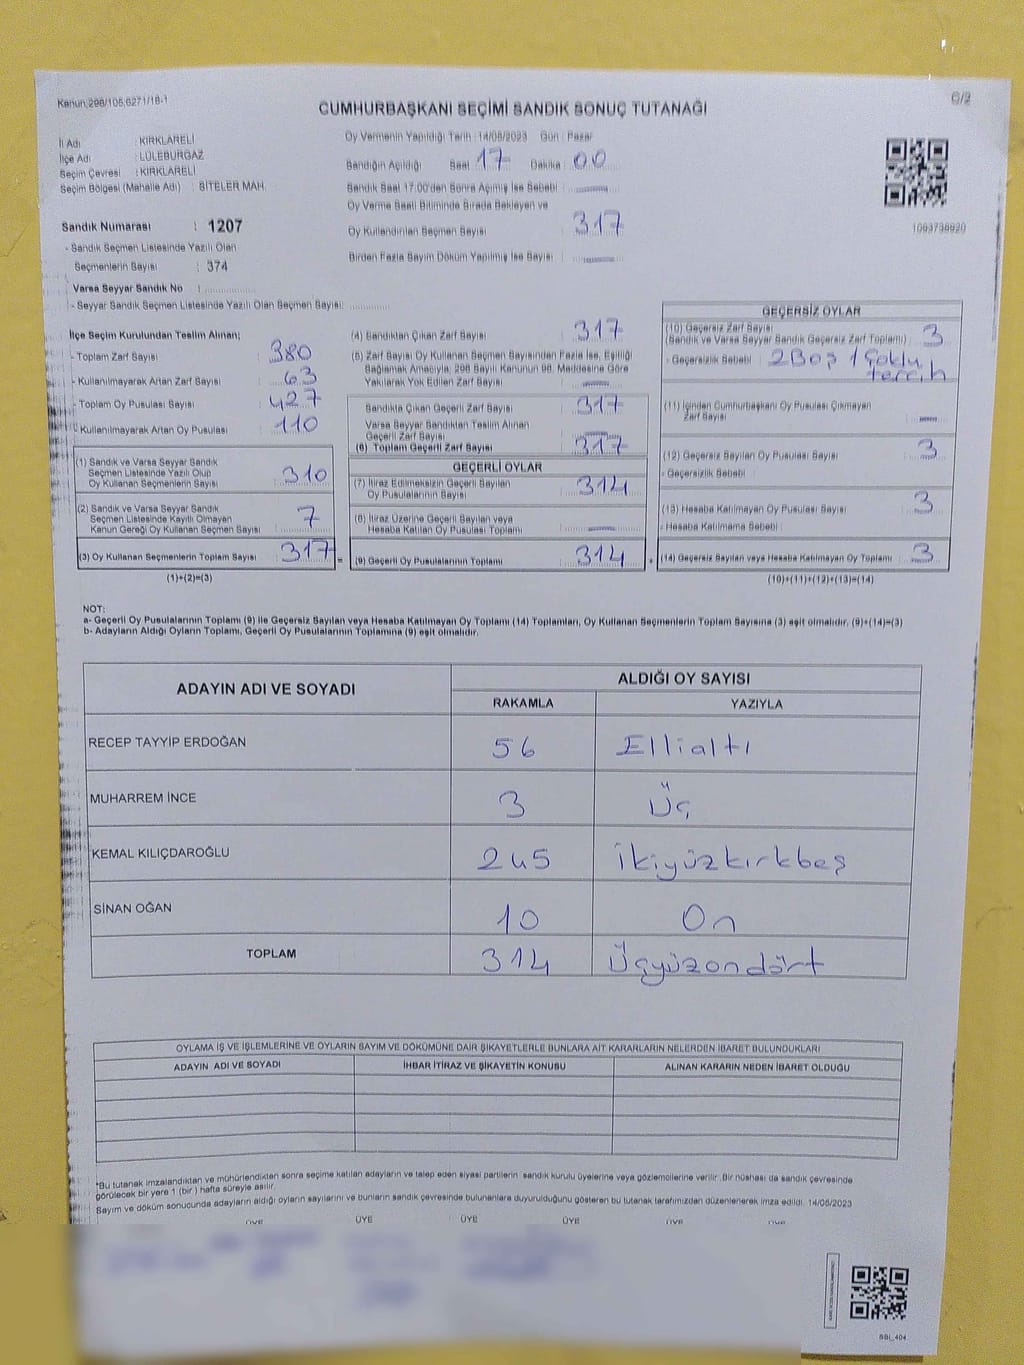 Kanun;298/105,6271/18-1
6/2
CUMHURBAŞKANI SEÇİMİ SANDIK SONUÇ TUTANAĞI
İl Adı : KIRKLARELİ
İlçe Adı : LÜLEBURGAZ
Seçim Çevresi : KIRKLARELİ
Seçim Bölgesi (Mahalle Adı) : SİTELER MAH.
Oy Vermenin Yapıldığı Tarih :14/05/2023 Gün : Pazar
Sandığın Açıldığı Saat : 17 Dakika : 00
Sandık Saat 17:00'den Sonra Açılmış İse Sebebi :
Oy Verme Saati Bitiminde Sırada Bekleyen ve
Oy Kullandırılan Seçmen Sayısı : 317
Birden Fazla Sayım Döküm Yapılmış İse Sayısı :
1093739920
Sandık Numarası : 1207
- Sandık Seçmen Listesinde Yazılı Olan
Seçmenlerin Sayısı : 374
Varsa Seyyar Sandık No :
- Seyyar Sandık Seçmen Listesinde Yazılı Olan Seçmen Sayısı:
İlçe Seçim Kurulundan Teslim Alınan;
- Toplam Zarf Sayısı : 380
- Kullanılmayarak Artan Zarf Sayısı : 63
- Toplam Oy Pusulası Sayısı : 427
- Kullanılmayarak Artan Oy Pusulası : 110
(1) Sandık ve Varsa Seyyar Sandık
Seçmen Listesinde Yazılı Olup
Oy Kullanan Seçmenlerin Sayısı : 310
(2) Sandık ve Varsa Seyyar Sandık
Seçmen Listesinde Kayıtlı Olmayan
Kanun Gereği Oy Kullanan Seçmen Sayısı : 7
(3) Oy Kullanan Seçmenlerin Toplam Sayısı : 317 =
(1)+(2)=(3)
(4) Sandıktan Çıkan Zarf Sayısı : 317
(5) Zarf Sayısı Oy Kullanan Seçmen Sayısından Fazla İse, Eşitliği
Sağlamak Amacıyla, 298 Sayılı Kanunun 98. Maddesine Göre
Yakılarak Yok Edilen Zarf Sayısı :
Sandıkta Çıkan Geçerli Zarf Sayısı : 317
Varsa Seyyar Sandıktan Teslim Alınan
Geçerli Zarf Sayısı :
(6) Toplam Geçerli Zarf Sayısı : 317
GEÇERLİ OYLAR
(7) İtiraz Edilmeksizin Geçerli Sayılan
Oy Pusulalarının Sayısı : 314
(8) İtiraz Üzerine Geçerli Sayılan veya
Hesaba Katılan Oy Pusulası Toplamı :
(9) Geçerli Oy Pusulalarının Toplamı : 314 +
GEÇERSİZ OYLAR
(10) Geçersiz Zarf Sayısı
(Sandık ve Varsa Seyyar Sandık Geçersiz Zarf Toplamı) : 3
- Geçersizlik Sebebi : 2 Boş 1 Çoklu
tercih
(11) İçinden Cumhurbaşkanı Oy Pusulası Çıkmayan
Zarf Sayısı :
(12) Geçersiz Sayılan Oy Pusulası Sayısı : 3
- Geçersizlik Sebebi :
(13) Hesaba Katılmayan Oy Pusulası Sayısı : 3
- Hesaba Katılmama Sebebi :
(14) Geçersiz Sayılan veya Hesaba Katılmayan Oy Toplamı : 3
(10)+(11)+(12)+(13)=(14)
NOT:
a- Geçerli Oy Pusulalarının Toplamı (9) ile Geçersiz Sayılan veya Hesaba Katılmayan Oy Toplamı (14) Toplamları, Oy Kullanan Seçmenlerin Toplam Sayısına (3) eşit olmalıdır. (9)+(14)=(3)
b- Adayların Aldığı Oyların Toplamı, Geçerli Oy Pusulalarının Toplamına (9) eşit olmalıdır.
ADAYIN ADI VE SOYADI ALDIĞI OY SAYISI
RAKAMLA YAZIYLA
RECEP TAYYİP ERDOĞAN 56 Ellialtı
MUHARREM İNCE 3 Üç
KEMAL KILIÇDAROĞLU 245 İkiyüzkırkbeş
SİNAN OĞAN 10 On
TOPLAM 314 Üçyüzondört
OYLAMA İŞ VE İŞLEMLERİNE VE OYLARIN SAYIM VE DÖKÜMÜNE DAİR ŞİKAYETLERLE BUNLARA AİT KARARLARIN NELERDEN İBARET BULUNDUKLARI
ADAYIN ADI VE SOYADI İHBAR İTİRAZ VE ŞİKAYETİN KONUSU ALINAN KARARIN NEDEN İBARET OLDUĞU
*Bu tutanak imzalandıktan ve mühürlendikten sonra seçime katılan adayların ve talep eden siyasi partilerin sandık kurulu üyelerine veya gözlemcilerine verilir. Bir nüshası da sandık çevresinde
görülecek bir yere 1 (bir) hafta süreyle asılır.
Sayım ve döküm sonucunda adayların aldığı oyların sayılarını ve bunların sandık çevresinde bulunanlara duyurulduğunu gösteren bu tutanak tarafımızdan düzenlenerek imza edildi. 14/05/2023
ÜYE ÜYE ÜYE ÜYE ÜYE ÜYE
SBL_404